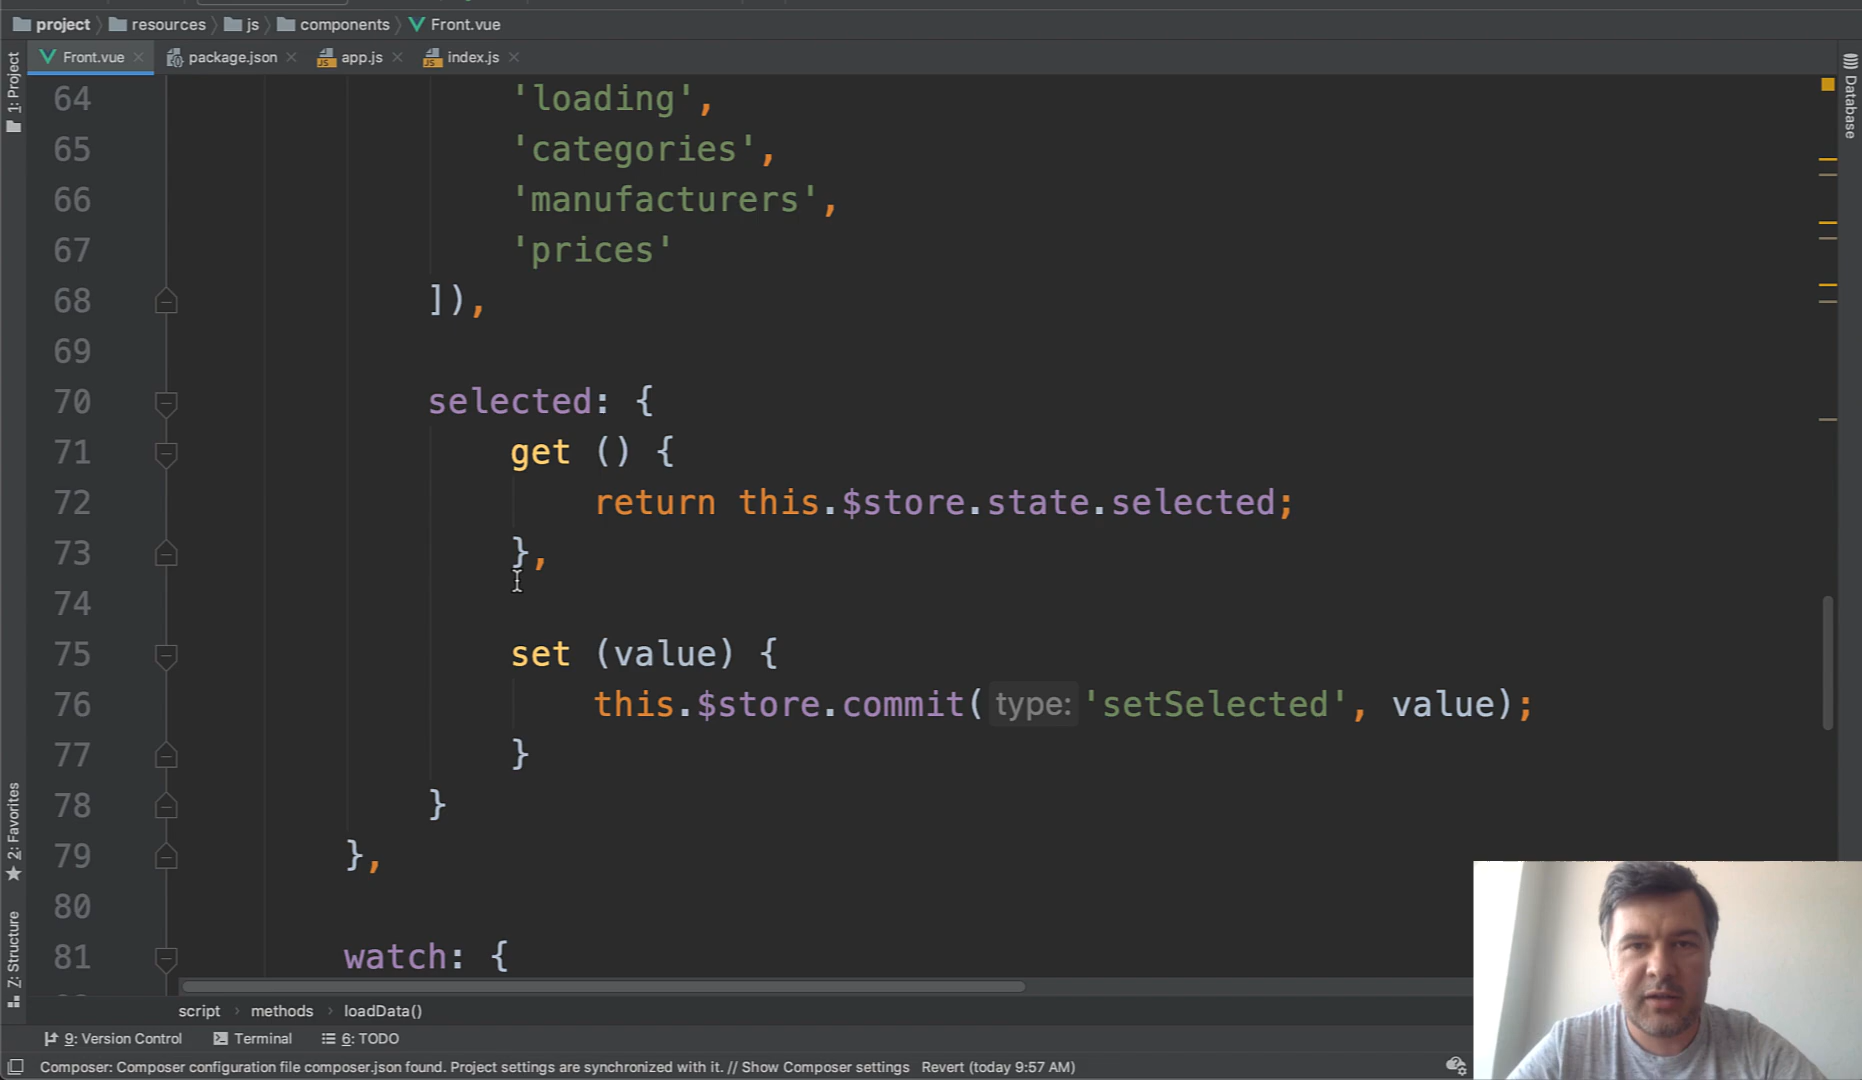 project resources js components Front.vue
Front.vue package.json app.js index.js
1: Project
Database
64 'loading',
65 'categories',
66 'manufacturers',
67 'prices'
68 ]),
69
70 selected: {
71 get () {
72 return this.$store.state.selected;
73 },
74
75 set (value) {
76 this.$store.commit( type: 'setSelected', value);
77 }
78 }
79 },
80
81 watch: {
2: Favorites
Z: Structure
script methods loadData()
9: Version Control Terminal 6: TODO
Composer: Composer configuration file composer.json found. Project settings are synchronized with it. // Show Composer settings Revert (today 9:57 AM)